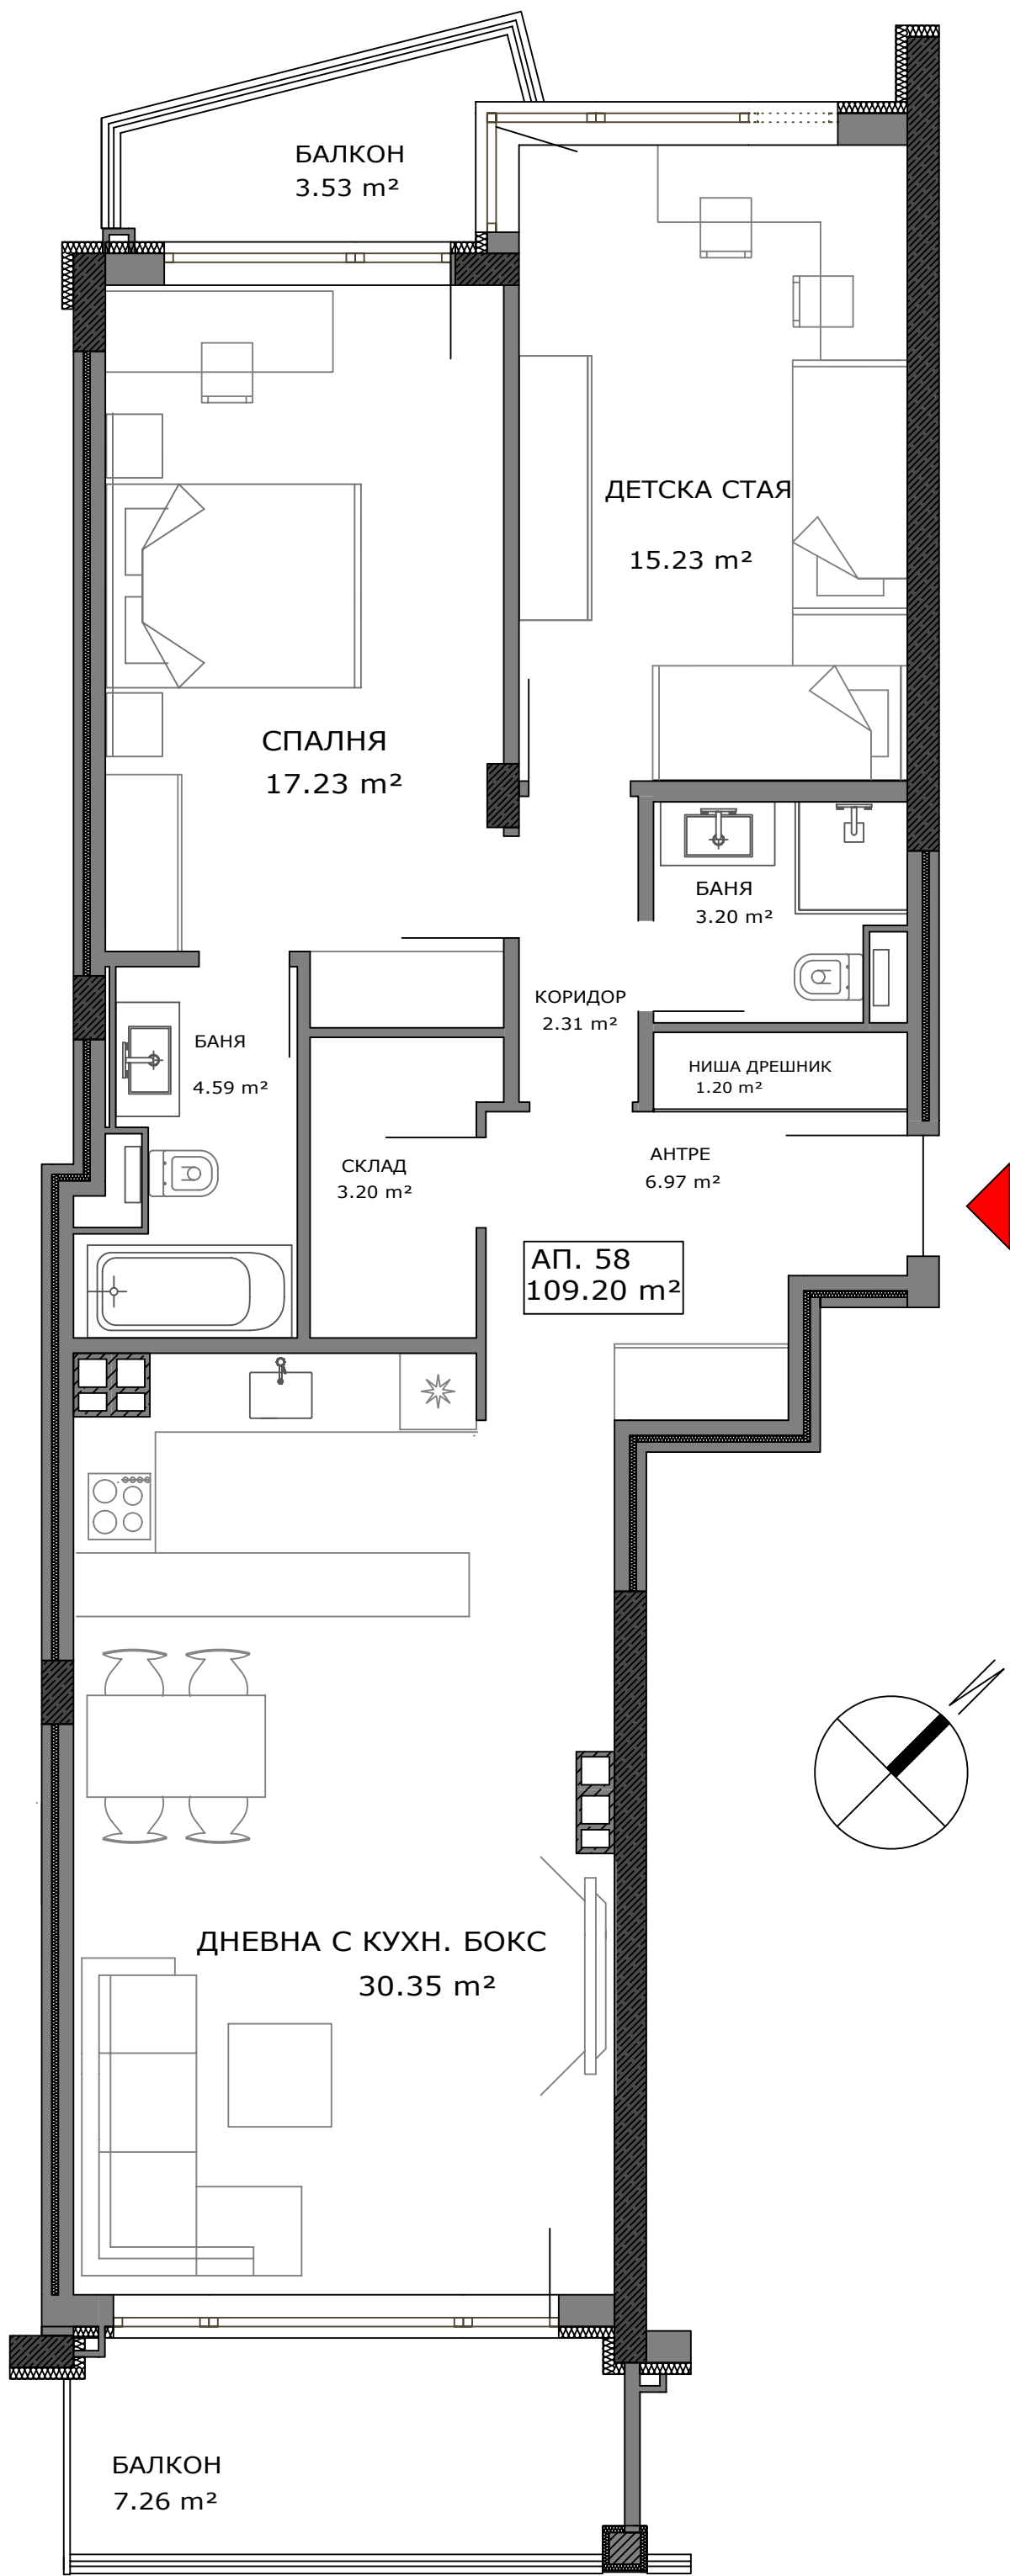 БАЛКОН
3.53 m²
ДЕТСКА СТАЯ
15.23 m²
СПАЛНЯ
17.23 m²
БАНЯ
3.20 m²
КОРИДОР
2.31 m²
БАНЯ
4.59 m²
НИША ДРЕШНИК
1.20 m²
СКЛАД
3.20 m²
АНТРЕ
6.97 m²
АП. 58
109.20 m²
ДНЕВНА С КУХН. БОКС
30.35 m²
БАЛКОН
7.26 m²